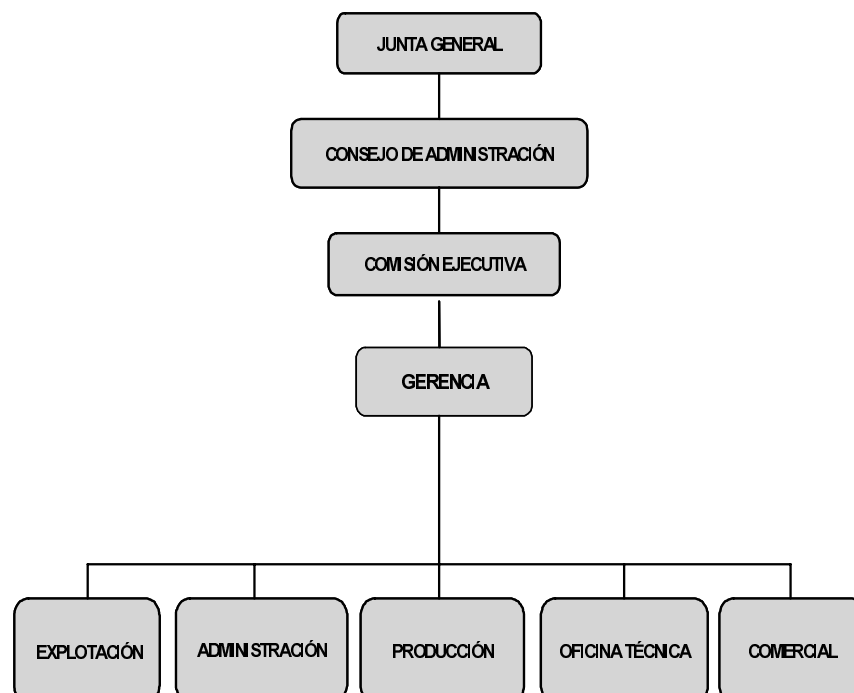 JUNTA GENERAL
CONSEJO DE ADMINISTRACIÓN
COMISIÓN EJECUTIVA
GERENCIA
EXPLOTACIÓN
ADMINISTRACIÓN
PRODUCCIÓN
OFICINA TÉCNICA
COMERCIAL